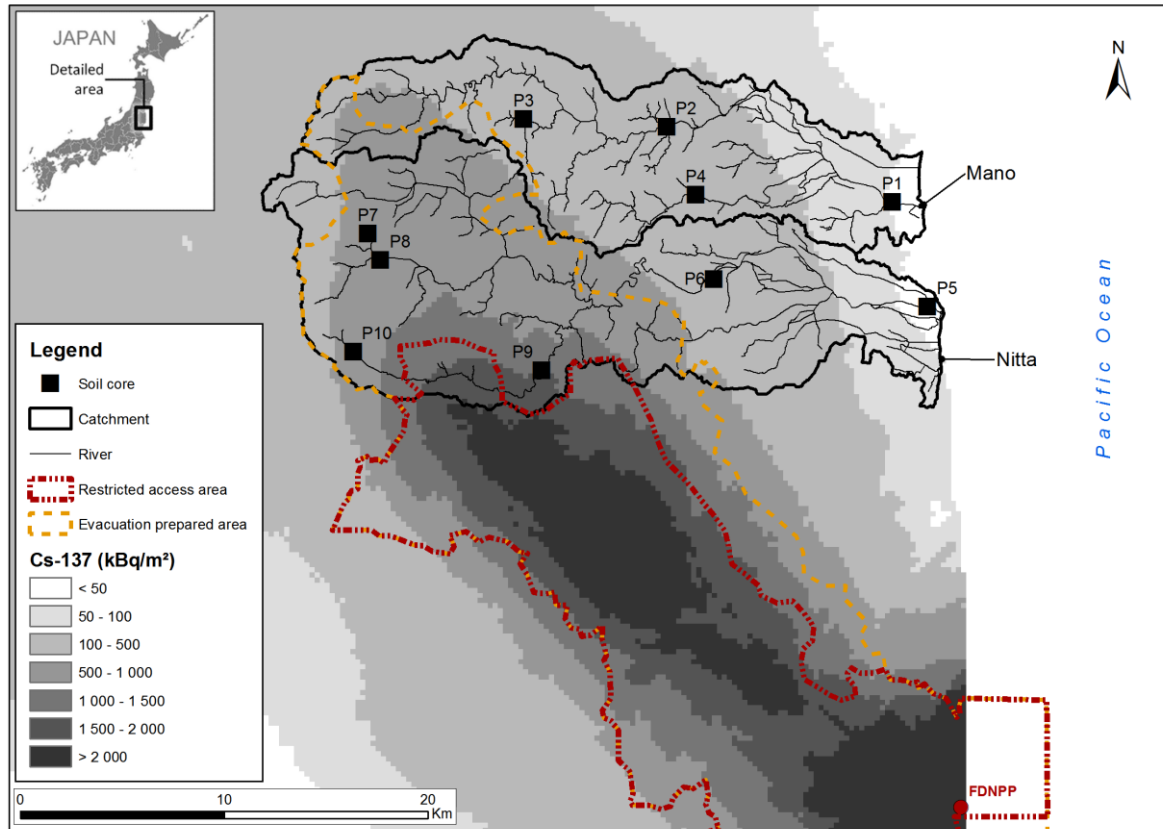 JAPAN
Detailed
area
N
P3
P2
P4
P1
Mano
P7
P8
P6
P5
P10
P9
Nitta
Pacific Ocean
Legend
Soil core
Catchment
River
Restricted access area
Evacuation prepared area
Cs-137 (kBq/m²)
< 50
50 - 100
100 - 500
500 - 1 000
1 000 - 1 500
1 500 - 2 000
> 2 000
0 10 20
Km
FDNPP